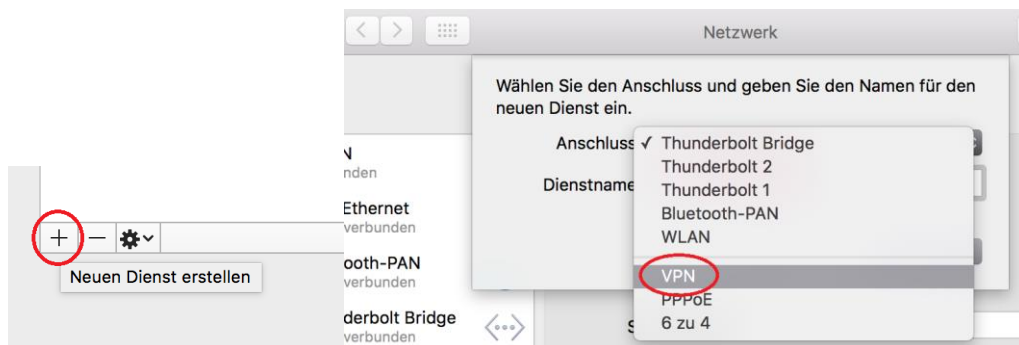 Neuen Dienst erstellen
Netzwerk
Wählen Sie den Anschluss und geben Sie den Namen für den
neuen Dienst ein.
Anschluss
✓ Thunderbolt Bridge
Thunderbolt 2
Thunderbolt 1
Bluetooth-PAN
WLAN
VPN
PPPoE
6 zu 4
Dienstname
N
nden
Ethernet
verbunden
ooth-PAN
verbunden
derbolt Bridge
verbunden
S